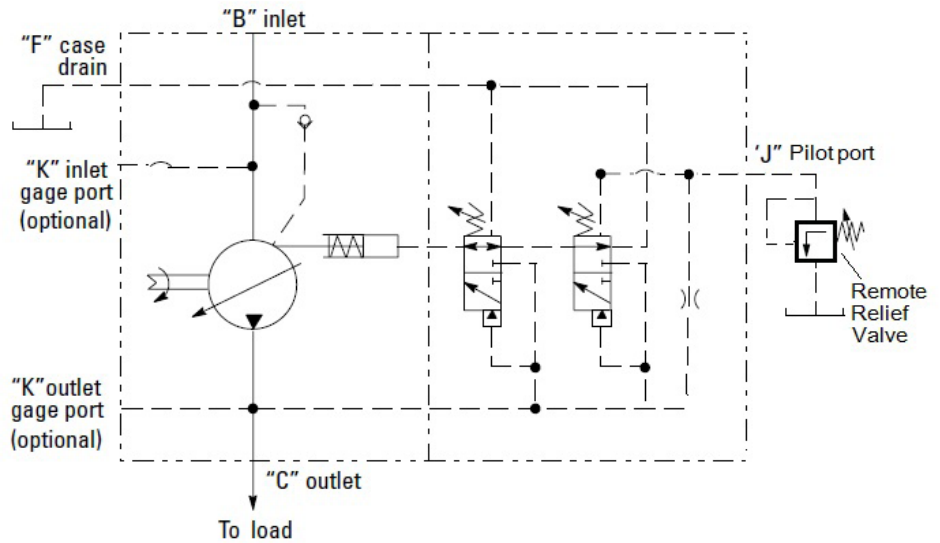 "B" inlet
"F" case
drain
"K" inlet
gage port
(optional)
'J" Pilot port
Remote
Relief
Valve
"K"outlet
gage port
(optional)
"C" outlet
To load